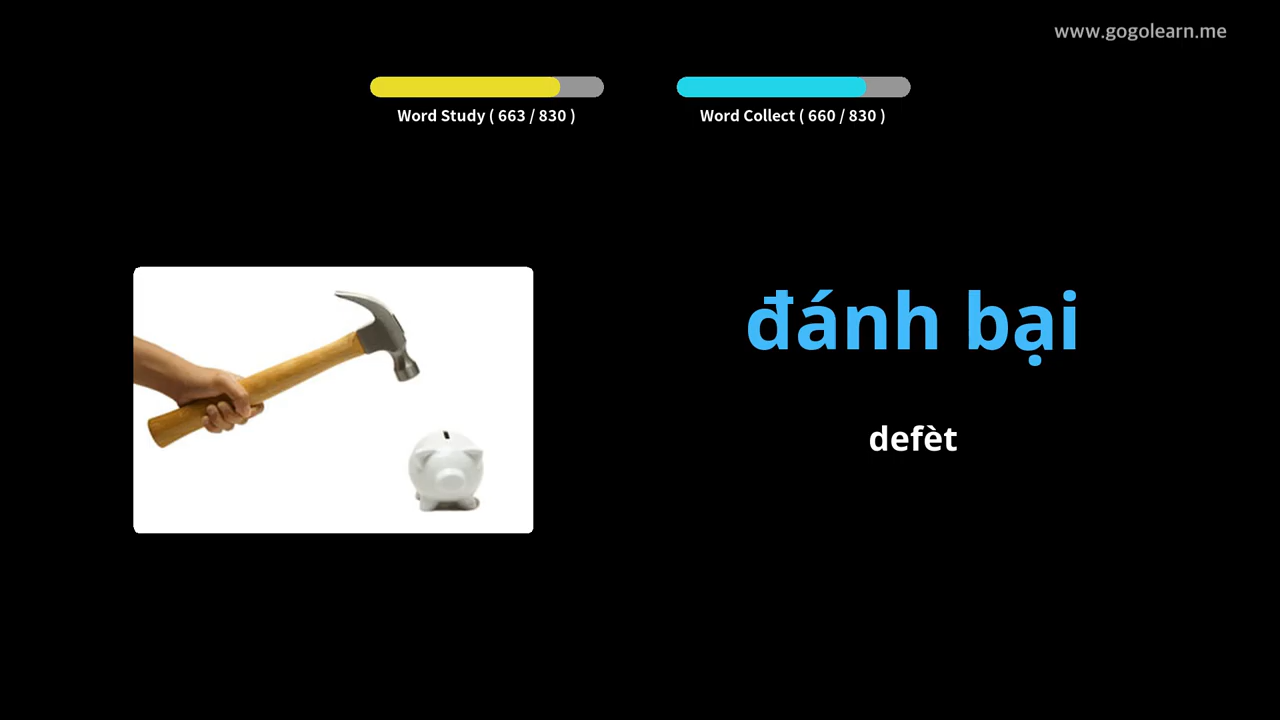 www.gogolearn.me
Word Study ( 663 / 830 )
Word Collect ( 660 / 830 )
đánh bại
defèt